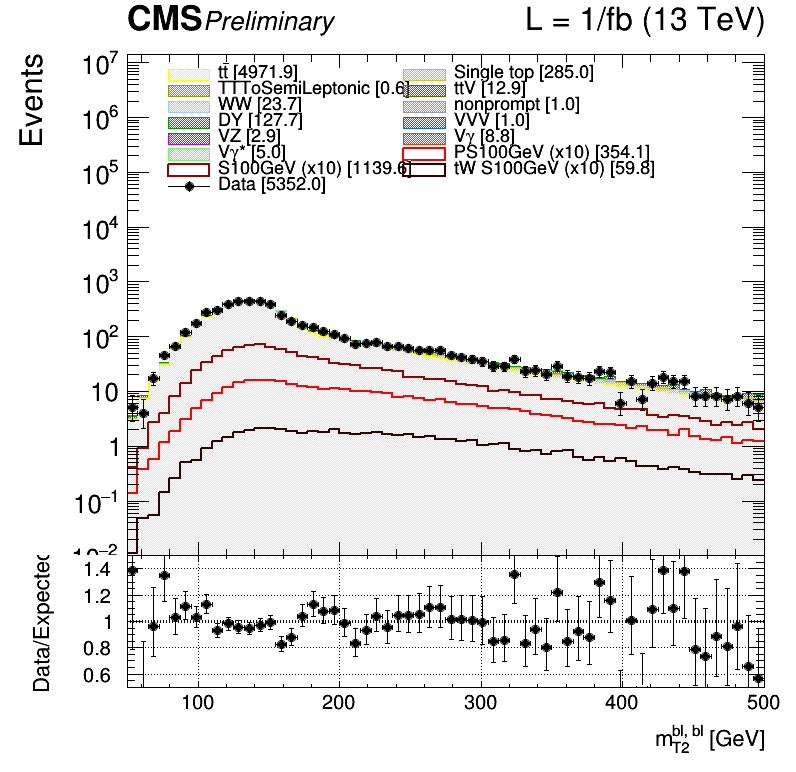 CMS Preliminary L = 1/fb (13 TeV)
Events
10⁷
10⁶
10⁵
10⁴
10³
10²
10
1
10⁻¹
10⁻²
tt̄ [4971.9] Single top [285.0]
TTToSemiLeptonic [0.6] ttV [12.9]
WW [23.7] nonprompt [1.0]
DY [127.7] VVV [1.0]
VZ [2.9] Vγ [8.8]
Vγ* [5.0] PS100GeV (x10) [354.1]
S100GeV (x10) [1139.6] tW S100GeV (x10) [59.8]
Data [5352.0]
Data/Expected
1.4
1.2
1
0.8
0.6
100 200 300 400 500
m_T2^bl, bl [GeV]